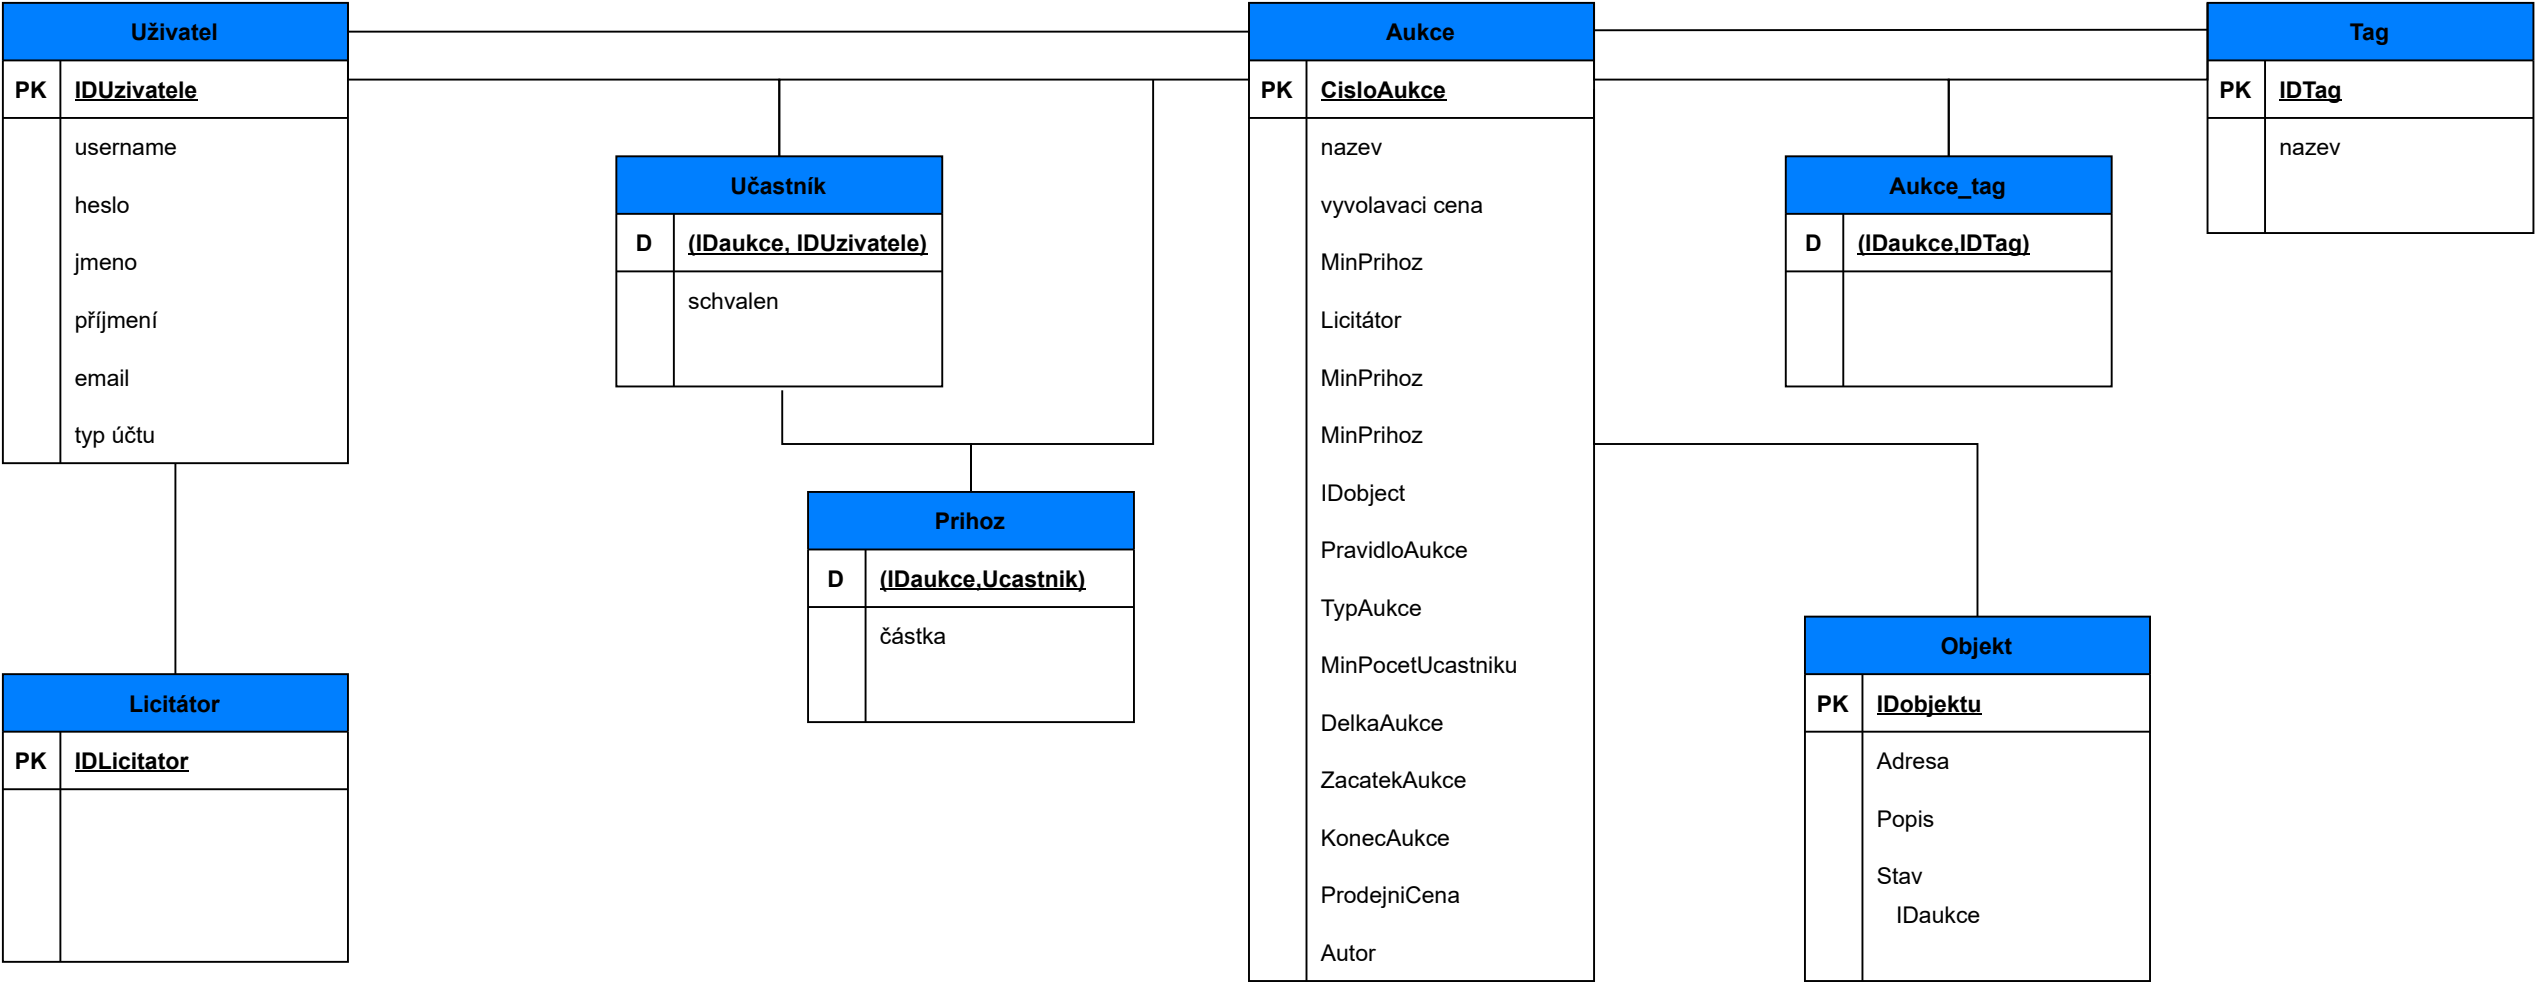 Uživatel
PK IDUzivatele
username
heslo
jmeno
příjmení
email
typ účtu
Licitátor
PK IDLicitator
Učastník
D (IDaukce, IDUzivatele)
schvalen
Prihoz
D (IDaukce,Ucastnik)
částka
Aukce
PK CisloAukce
nazev
vyvolavaci cena
MinPrihoz
Licitátor
MinPrihoz
MinPrihoz
IDobject
PravidloAukce
TypAukce
MinPocetUcastniku
DelkaAukce
ZacatekAukce
KonecAukce
ProdejniCena
Autor
Aukce_tag
D (IDaukce,IDTag)
Tag
PK IDTag
nazev
Objekt
PK IDobjektu
Adresa
Popis
Stav
IDaukce